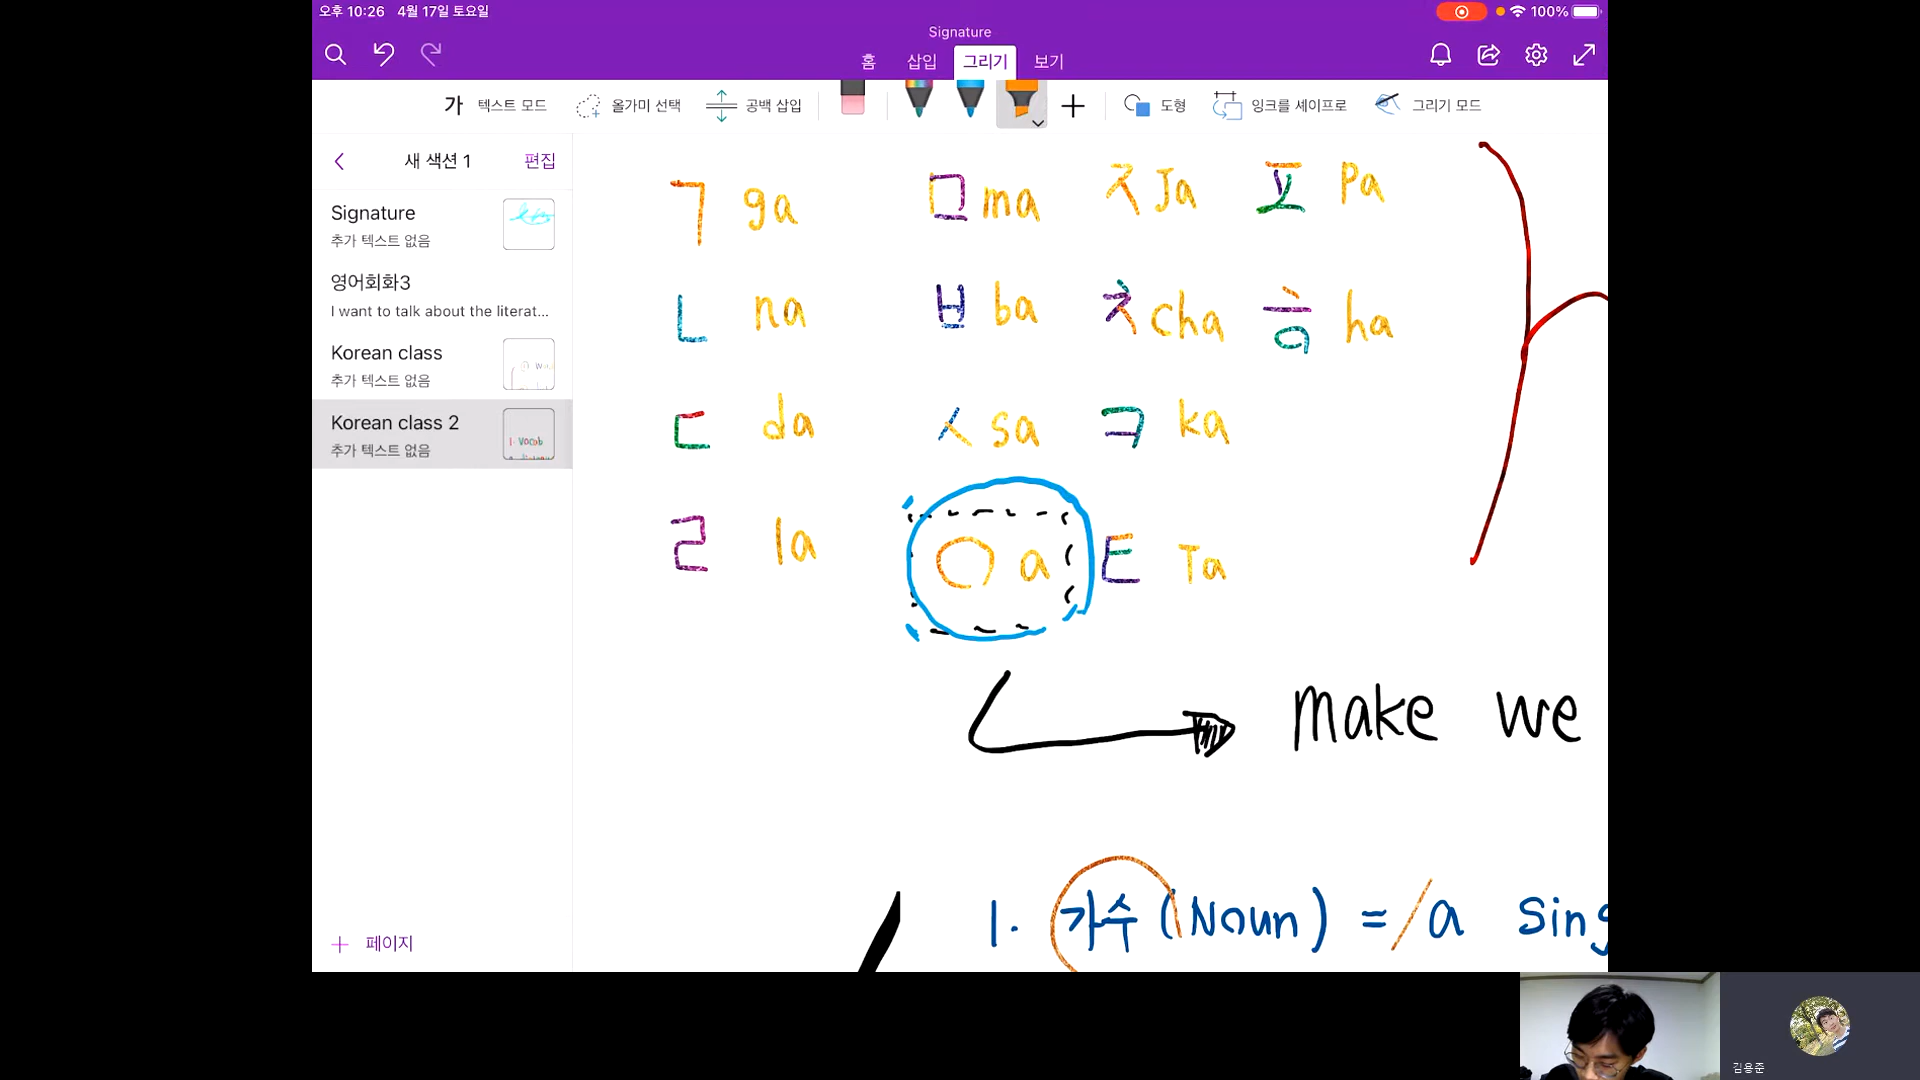 오후 10:26 4월 17일 토요일
100%
Signature
홈 삽입 그리기 보기
가 텍스트 모드 올가미 선택 공백 삽입 도형 잉크를 셰이프로 그리기 모드
새 섹션 1 편집
Signature
추가 텍스트 없음
영어회화3
I want to talk about the literat...
Korean class
추가 텍스트 없음
Korean class 2
추가 텍스트 없음
1. Vocab
페이지
ㄱ ga ㅁ ma ㅈ Ja ㅍ Pa
ㄴ na ㅂ ba ㅊ cha ㅎ ha
ㄷ da ㅅ sa ㅋ ka
ㄹ la ㅇ a ㅌ Ta
make we
1. 가수 (Noun) = a Sing
김용준